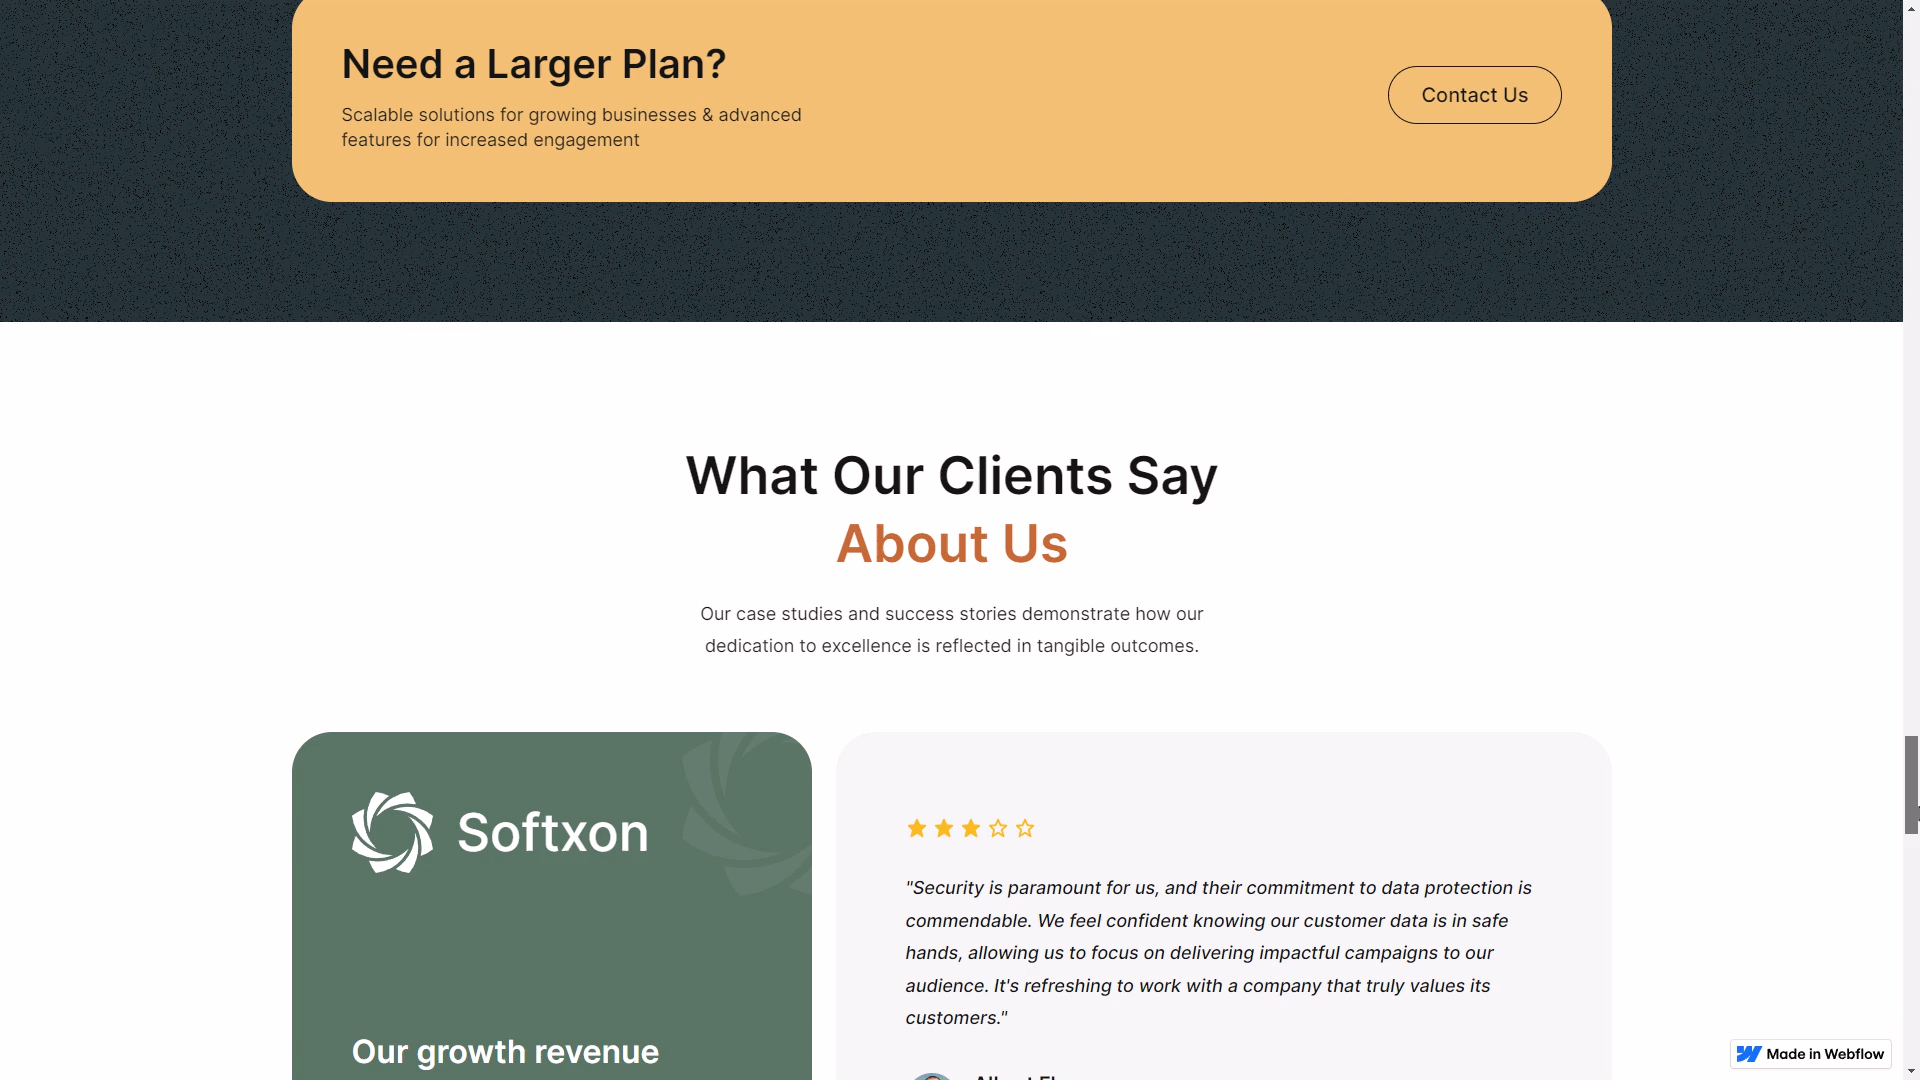 Need a Larger Plan?
Scalable solutions for growing businesses & advanced
features for increased engagement
Contact Us
What Our Clients Say
About Us
Our case studies and success stories demonstrate how our
dedication to excellence is reflected in tangible outcomes.
Softxon
Our growth revenue
"Security is paramount for us, and their commitment to data protection is
commendable. We feel confident knowing our customer data is in safe
hands, allowing us to focus on delivering impactful campaigns to our
audience. It's refreshing to work with a company that truly values its
customers."
Made in Webflow